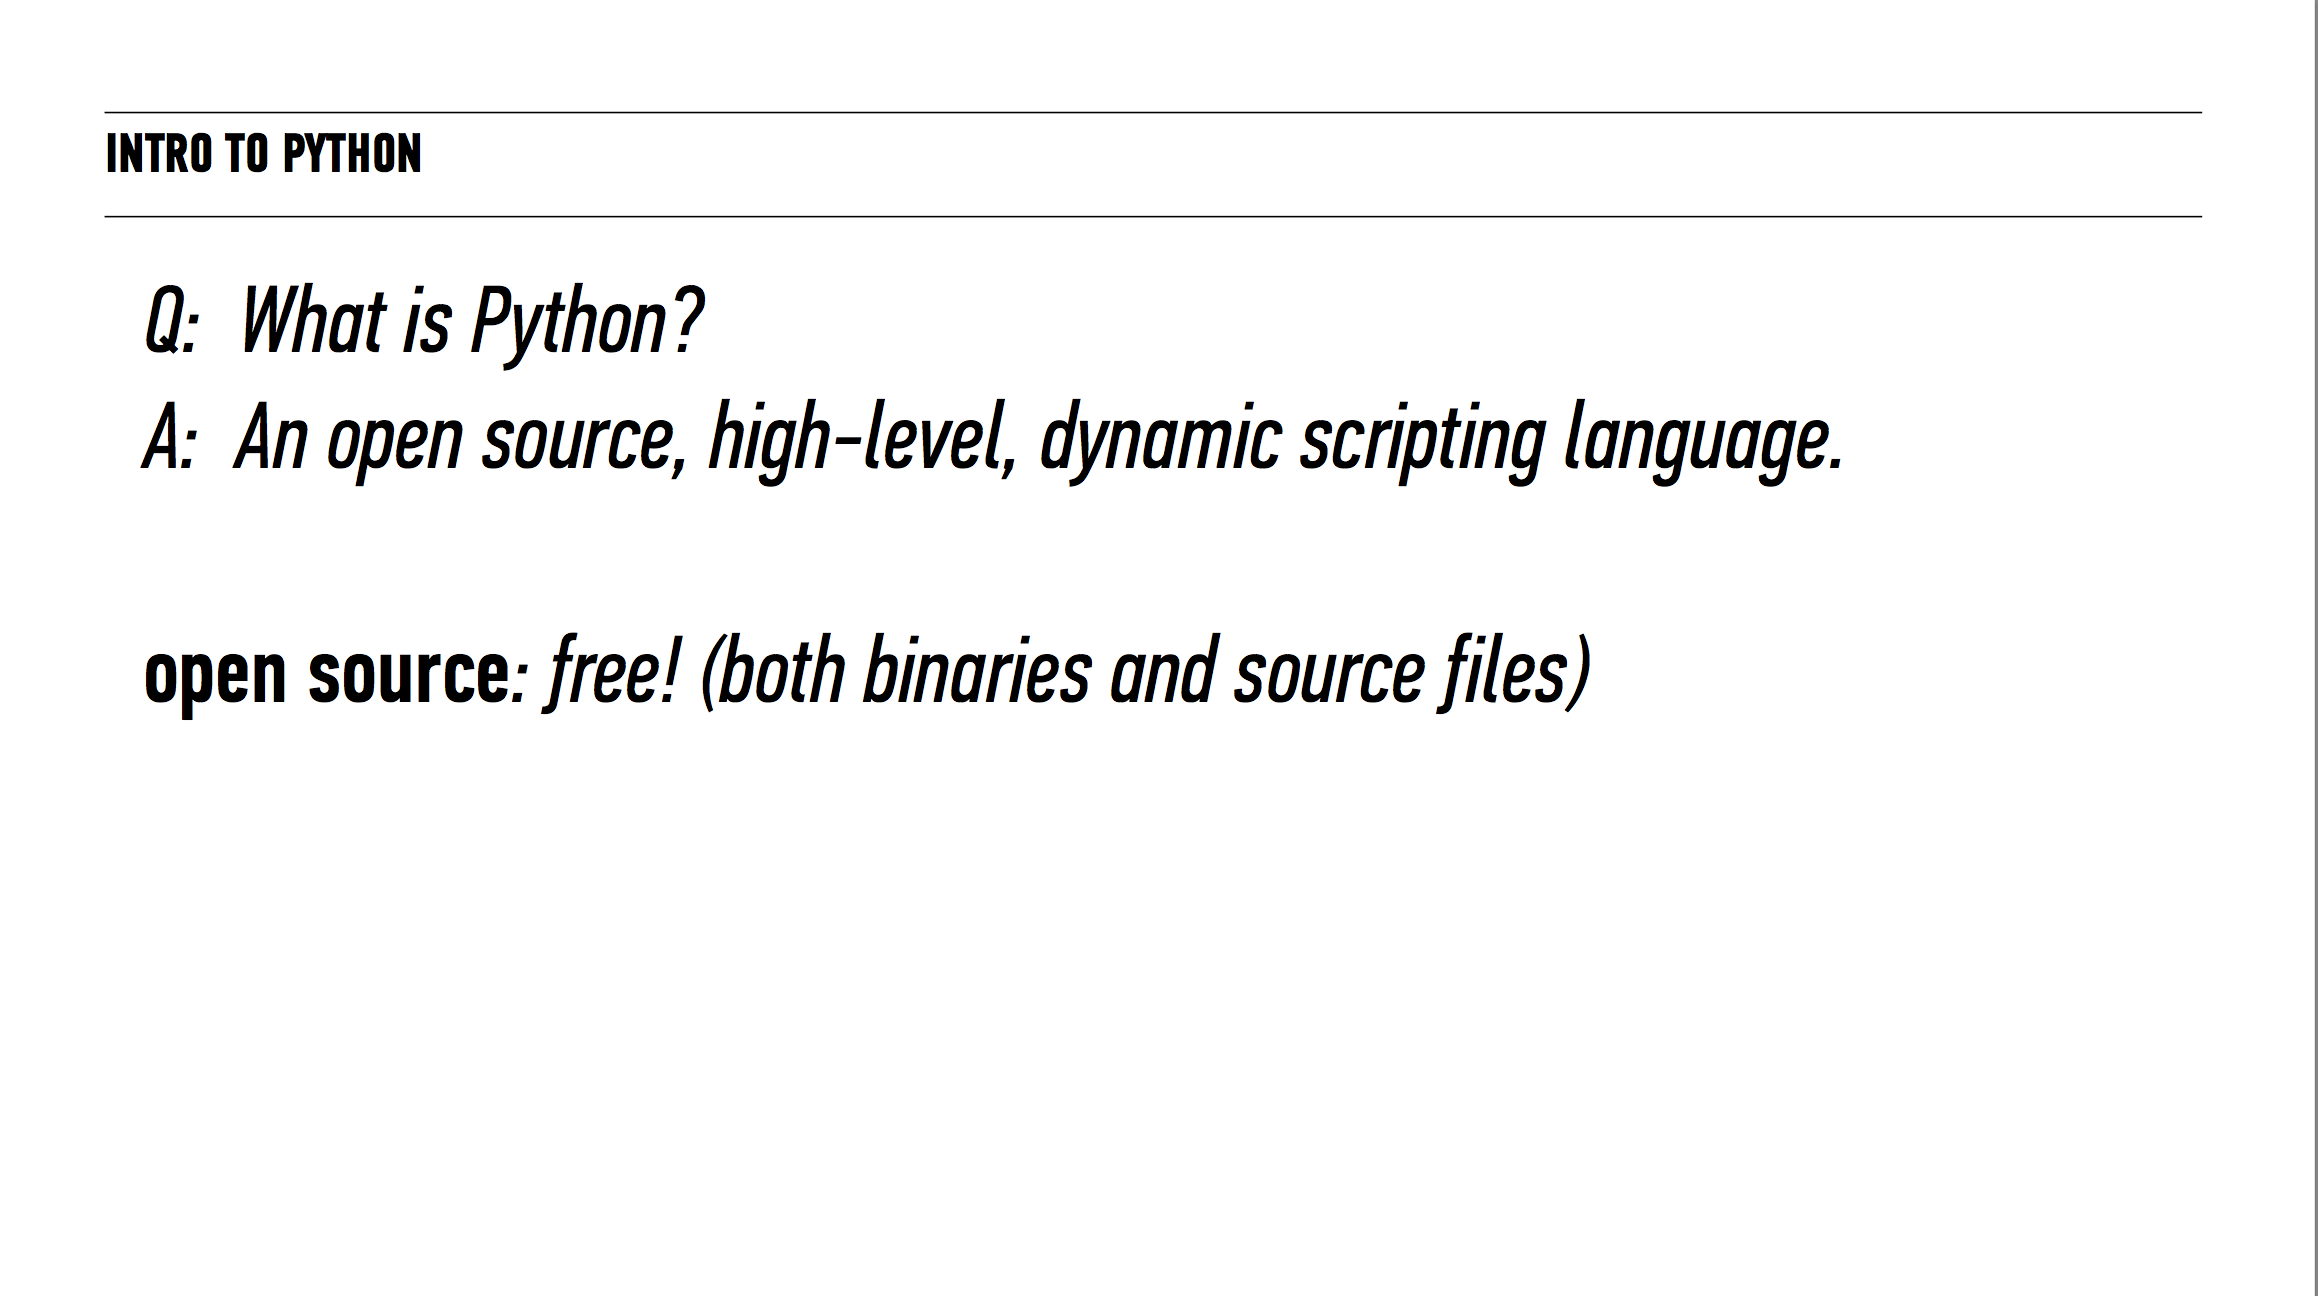 INTRO TO PYTHON
Q: What is Python?
A: An open source, high-level, dynamic scripting language.
open source: free! (both binaries and source files)